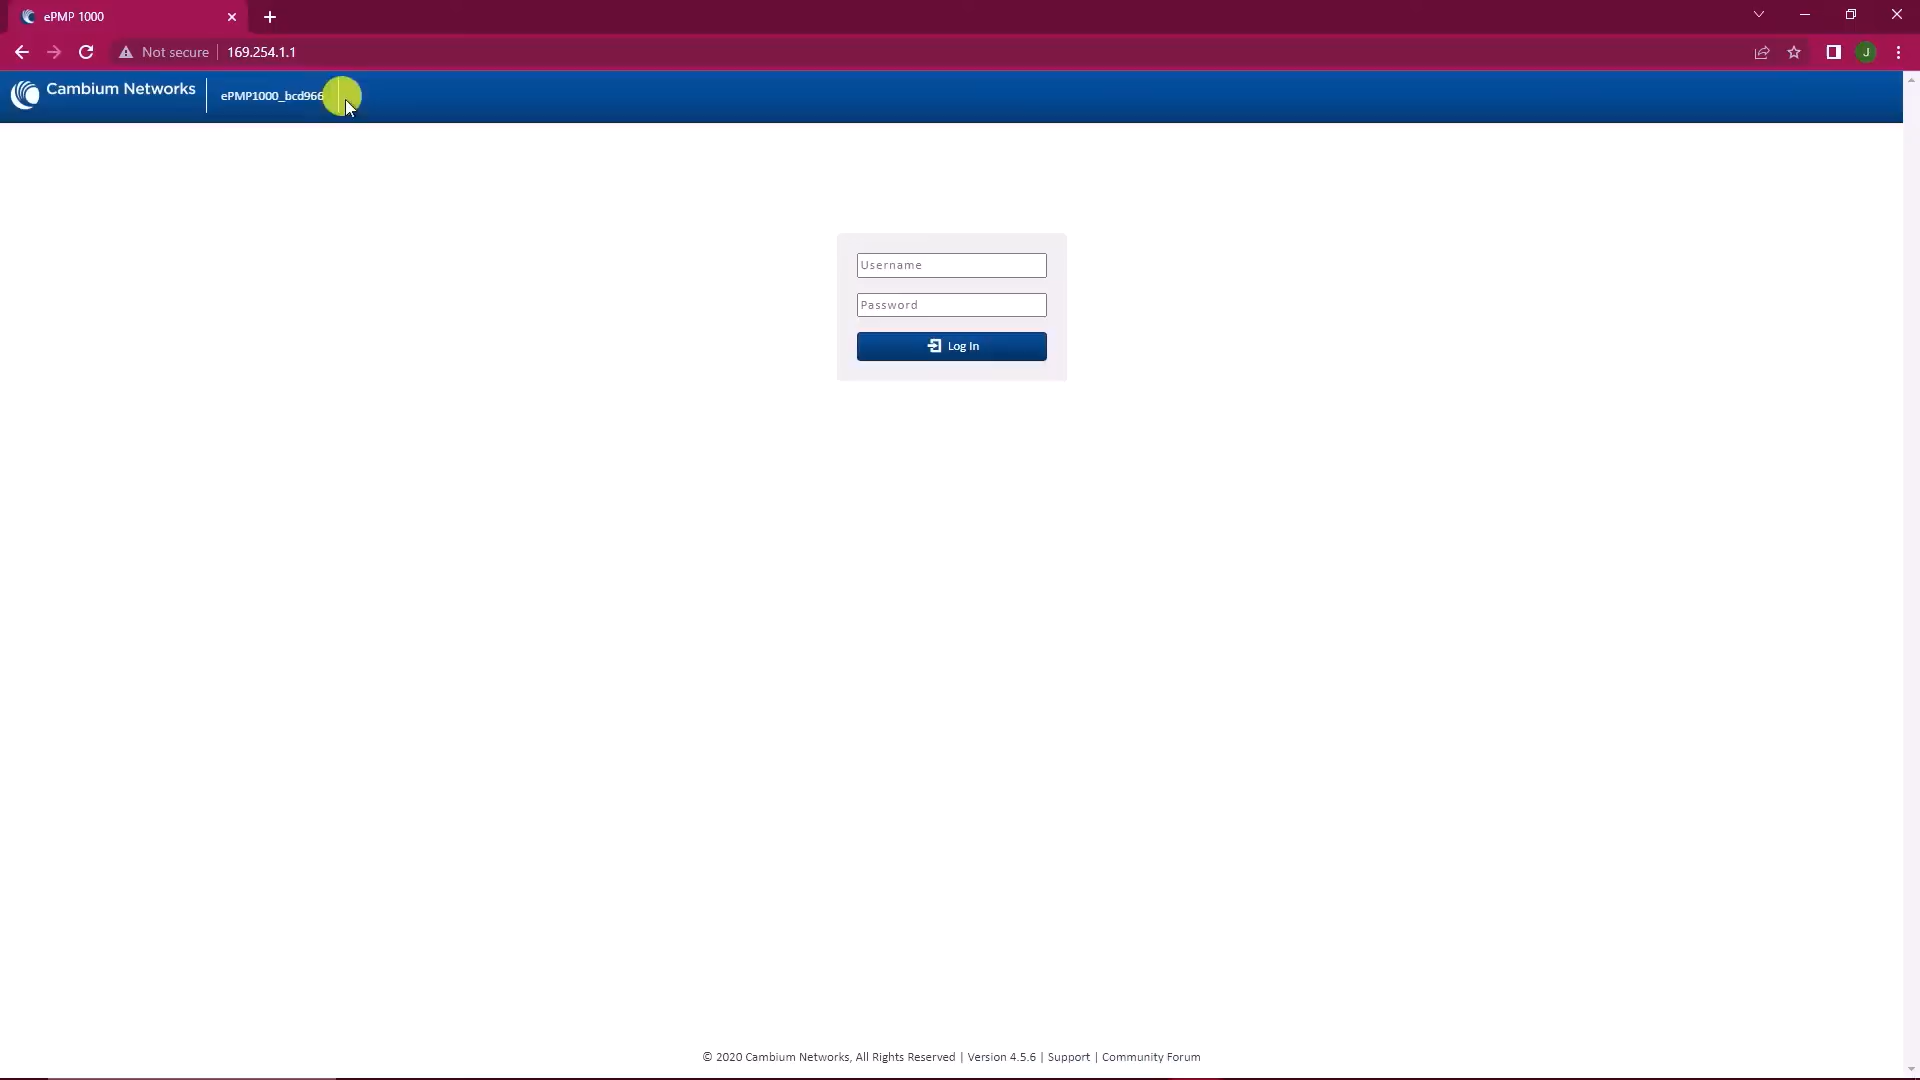 ePMP 1000
Not secure
169.254.1.1
J
Cambium Networks
ePMP1000_bcd966
Username
Password
Log In
© 2020 Cambium Networks, All Rights Reserved | Version 4.5.6 | Support | Community Forum